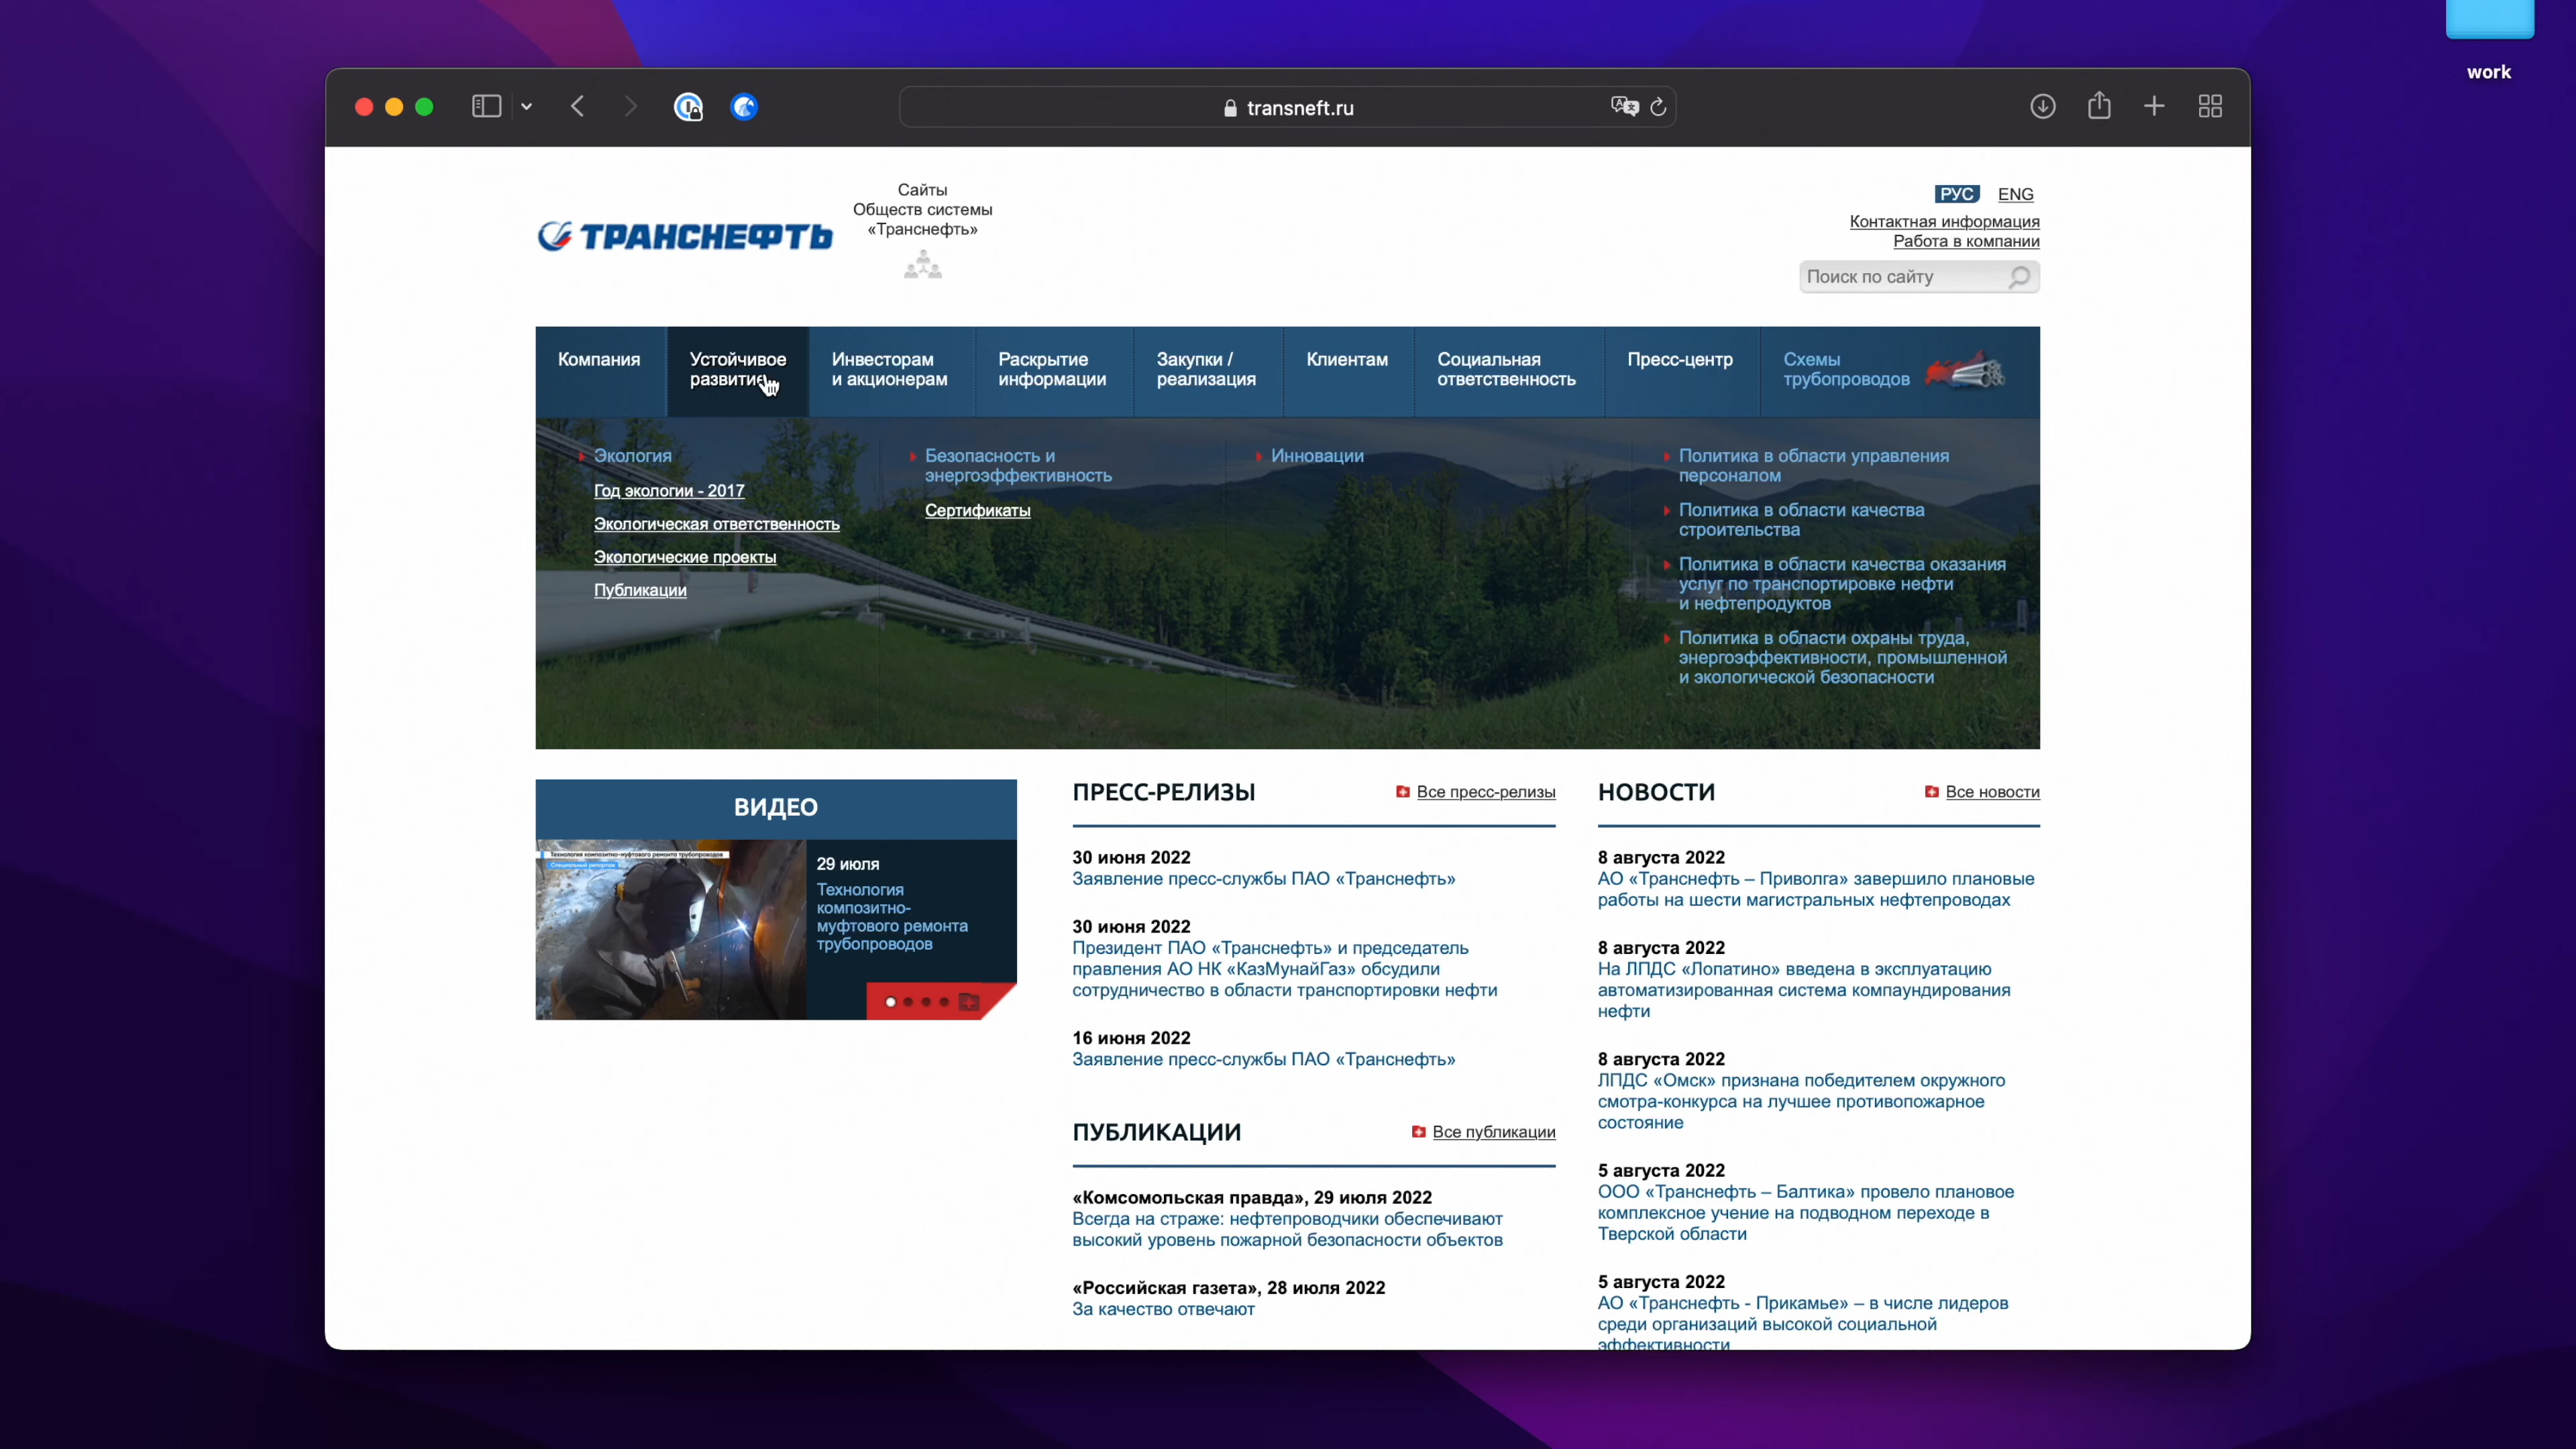 work
transneft.ru
ТРАНСНЕФТЬ
Сайты
Обществ системы
«Транснефть»
РУС ENG
Контактная информация
Работа в компании
Поиск по сайту
Компания
Устойчивое
развитие
Инвесторам
и акционерам
Раскрытие
информации
Закупки /
реализация
Клиентам
Социальная
ответственность
Пресс-центр
Схемы
трубопроводов
Экология
Год экологии - 2017
Экологическая ответственность
Экологические проекты
Публикации
Безопасность и
энергоэффективность
Сертификаты
Инновации
Политика в области управления
персоналом
Политика в области качества
строительства
Политика в области качества оказания
услуг по транспортировке нефти
и нефтепродуктов
Политика в области охраны труда,
энергоэффективности, промышленной
и экологической безопасности
ВИДЕО
Технология композитно-муфтового ремонта трубопроводов
Специальный репортаж
29 июля
Технология
композитно-
муфтового ремонта
трубопроводов
ПРЕСС-РЕЛИЗЫ
Все пресс-релизы
30 июня 2022
Заявление пресс-службы ПАО «Транснефть»
30 июня 2022
Президент ПАО «Транснефть» и председатель
правления АО НК «КазМунайГаз» обсудили
сотрудничество в области транспортировки нефти
16 июня 2022
Заявление пресс-службы ПАО «Транснефть»
ПУБЛИКАЦИИ
Все публикации
«Комсомольская правда», 29 июля 2022
Всегда на страже: нефтепроводчики обеспечивают
высокий уровень пожарной безопасности объектов
«Российская газета», 28 июля 2022
За качество отвечают
НОВОСТИ
Все новости
8 августа 2022
АО «Транснефть – Приволга» завершило плановые
работы на шести магистральных нефтепроводах
8 августа 2022
На ЛПДС «Лопатино» введена в эксплуатацию
автоматизированная система компаундирования
нефти
8 августа 2022
ЛПДС «Омск» признана победителем окружного
смотра-конкурса на лучшее противопожарное
состояние
5 августа 2022
ООО «Транснефть – Балтика» провело плановое
комплексное учение на подводном переходе в
Тверской области
5 августа 2022
АО «Транснефть - Прикамье» – в числе лидеров
среди организаций высокой социальной
эффективности